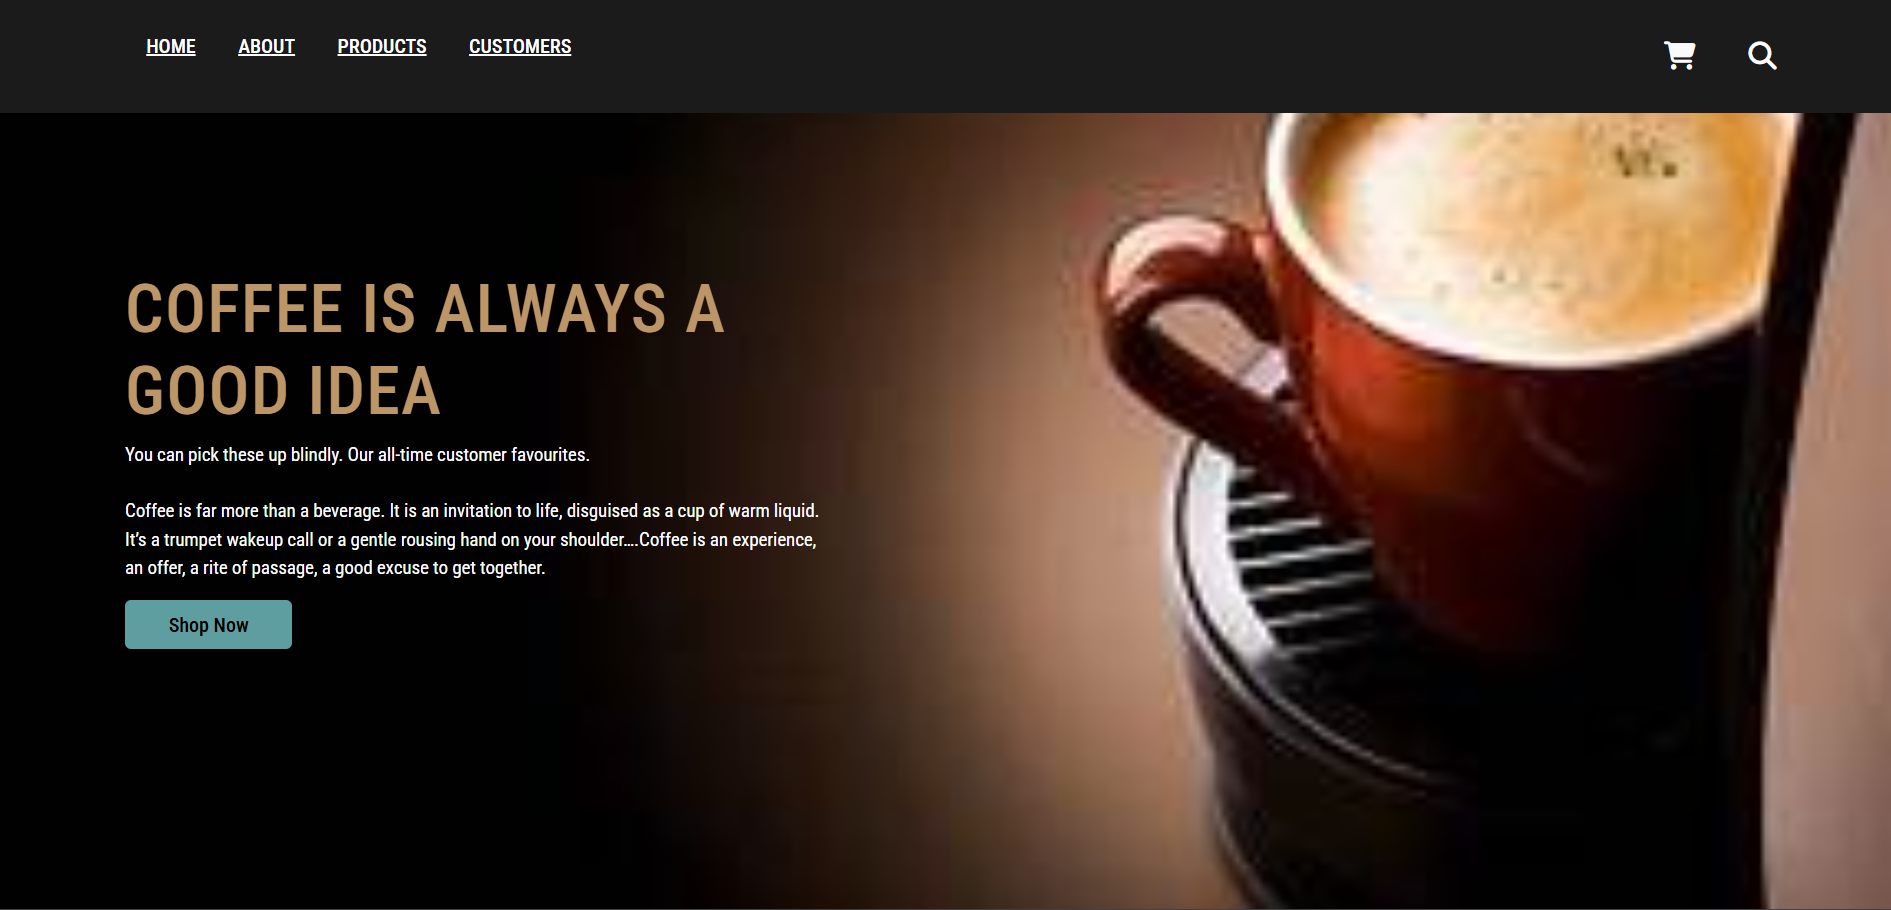 HOME ABOUT PRODUCTS CUSTOMERS
COFFEE IS ALWAYS A
GOOD IDEA
You can pick these up blindly. Our all-time customer favourites.
Coffee is far more than a beverage. It is an invitation to life, disguised as a cup of warm liquid.
It’s a trumpet wakeup call or a gentle rousing hand on your shoulder....Coffee is an experience,
an offer, a rite of passage, a good excuse to get together.
Shop Now